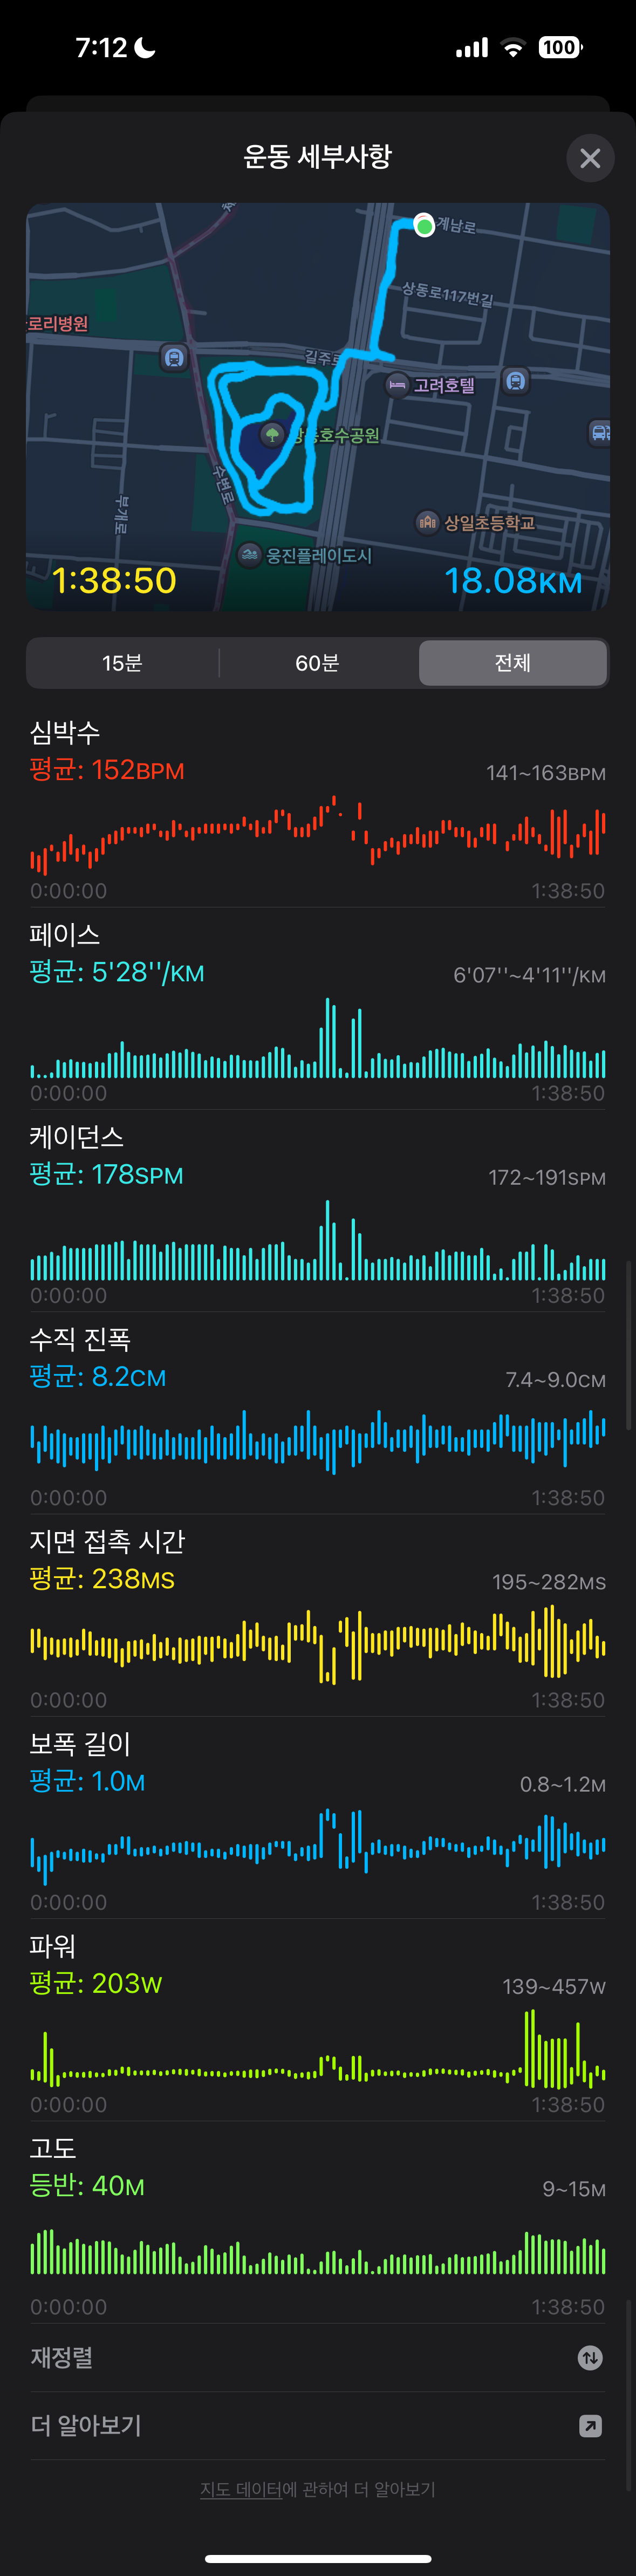 7:12
100
운동 세부사항
계남로
상동로117번길
로리병원
길주로
고려호텔
상동호수공원
수변로
부개로
상일초등학교
웅진플레이도시
1:38:50
18.08KM
15분
60분
전체
심박수
평균: 152BPM
141~163BPM
0:00:00
1:38:50
페이스
평균: 5'28''/KM
6'07''~4'11''/KM
0:00:00
1:38:50
케이던스
평균: 178SPM
172~191SPM
0:00:00
1:38:50
수직 진폭
평균: 8.2CM
7.4~9.0CM
0:00:00
1:38:50
지면 접촉 시간
평균: 238MS
195~282MS
0:00:00
1:38:50
보폭 길이
평균: 1.0M
0.8~1.2M
0:00:00
1:38:50
파워
평균: 203W
139~457W
0:00:00
1:38:50
고도
등반: 40M
9~15M
0:00:00
1:38:50
재정렬
더 알아보기
지도 데이터에 관하여 더 알아보기